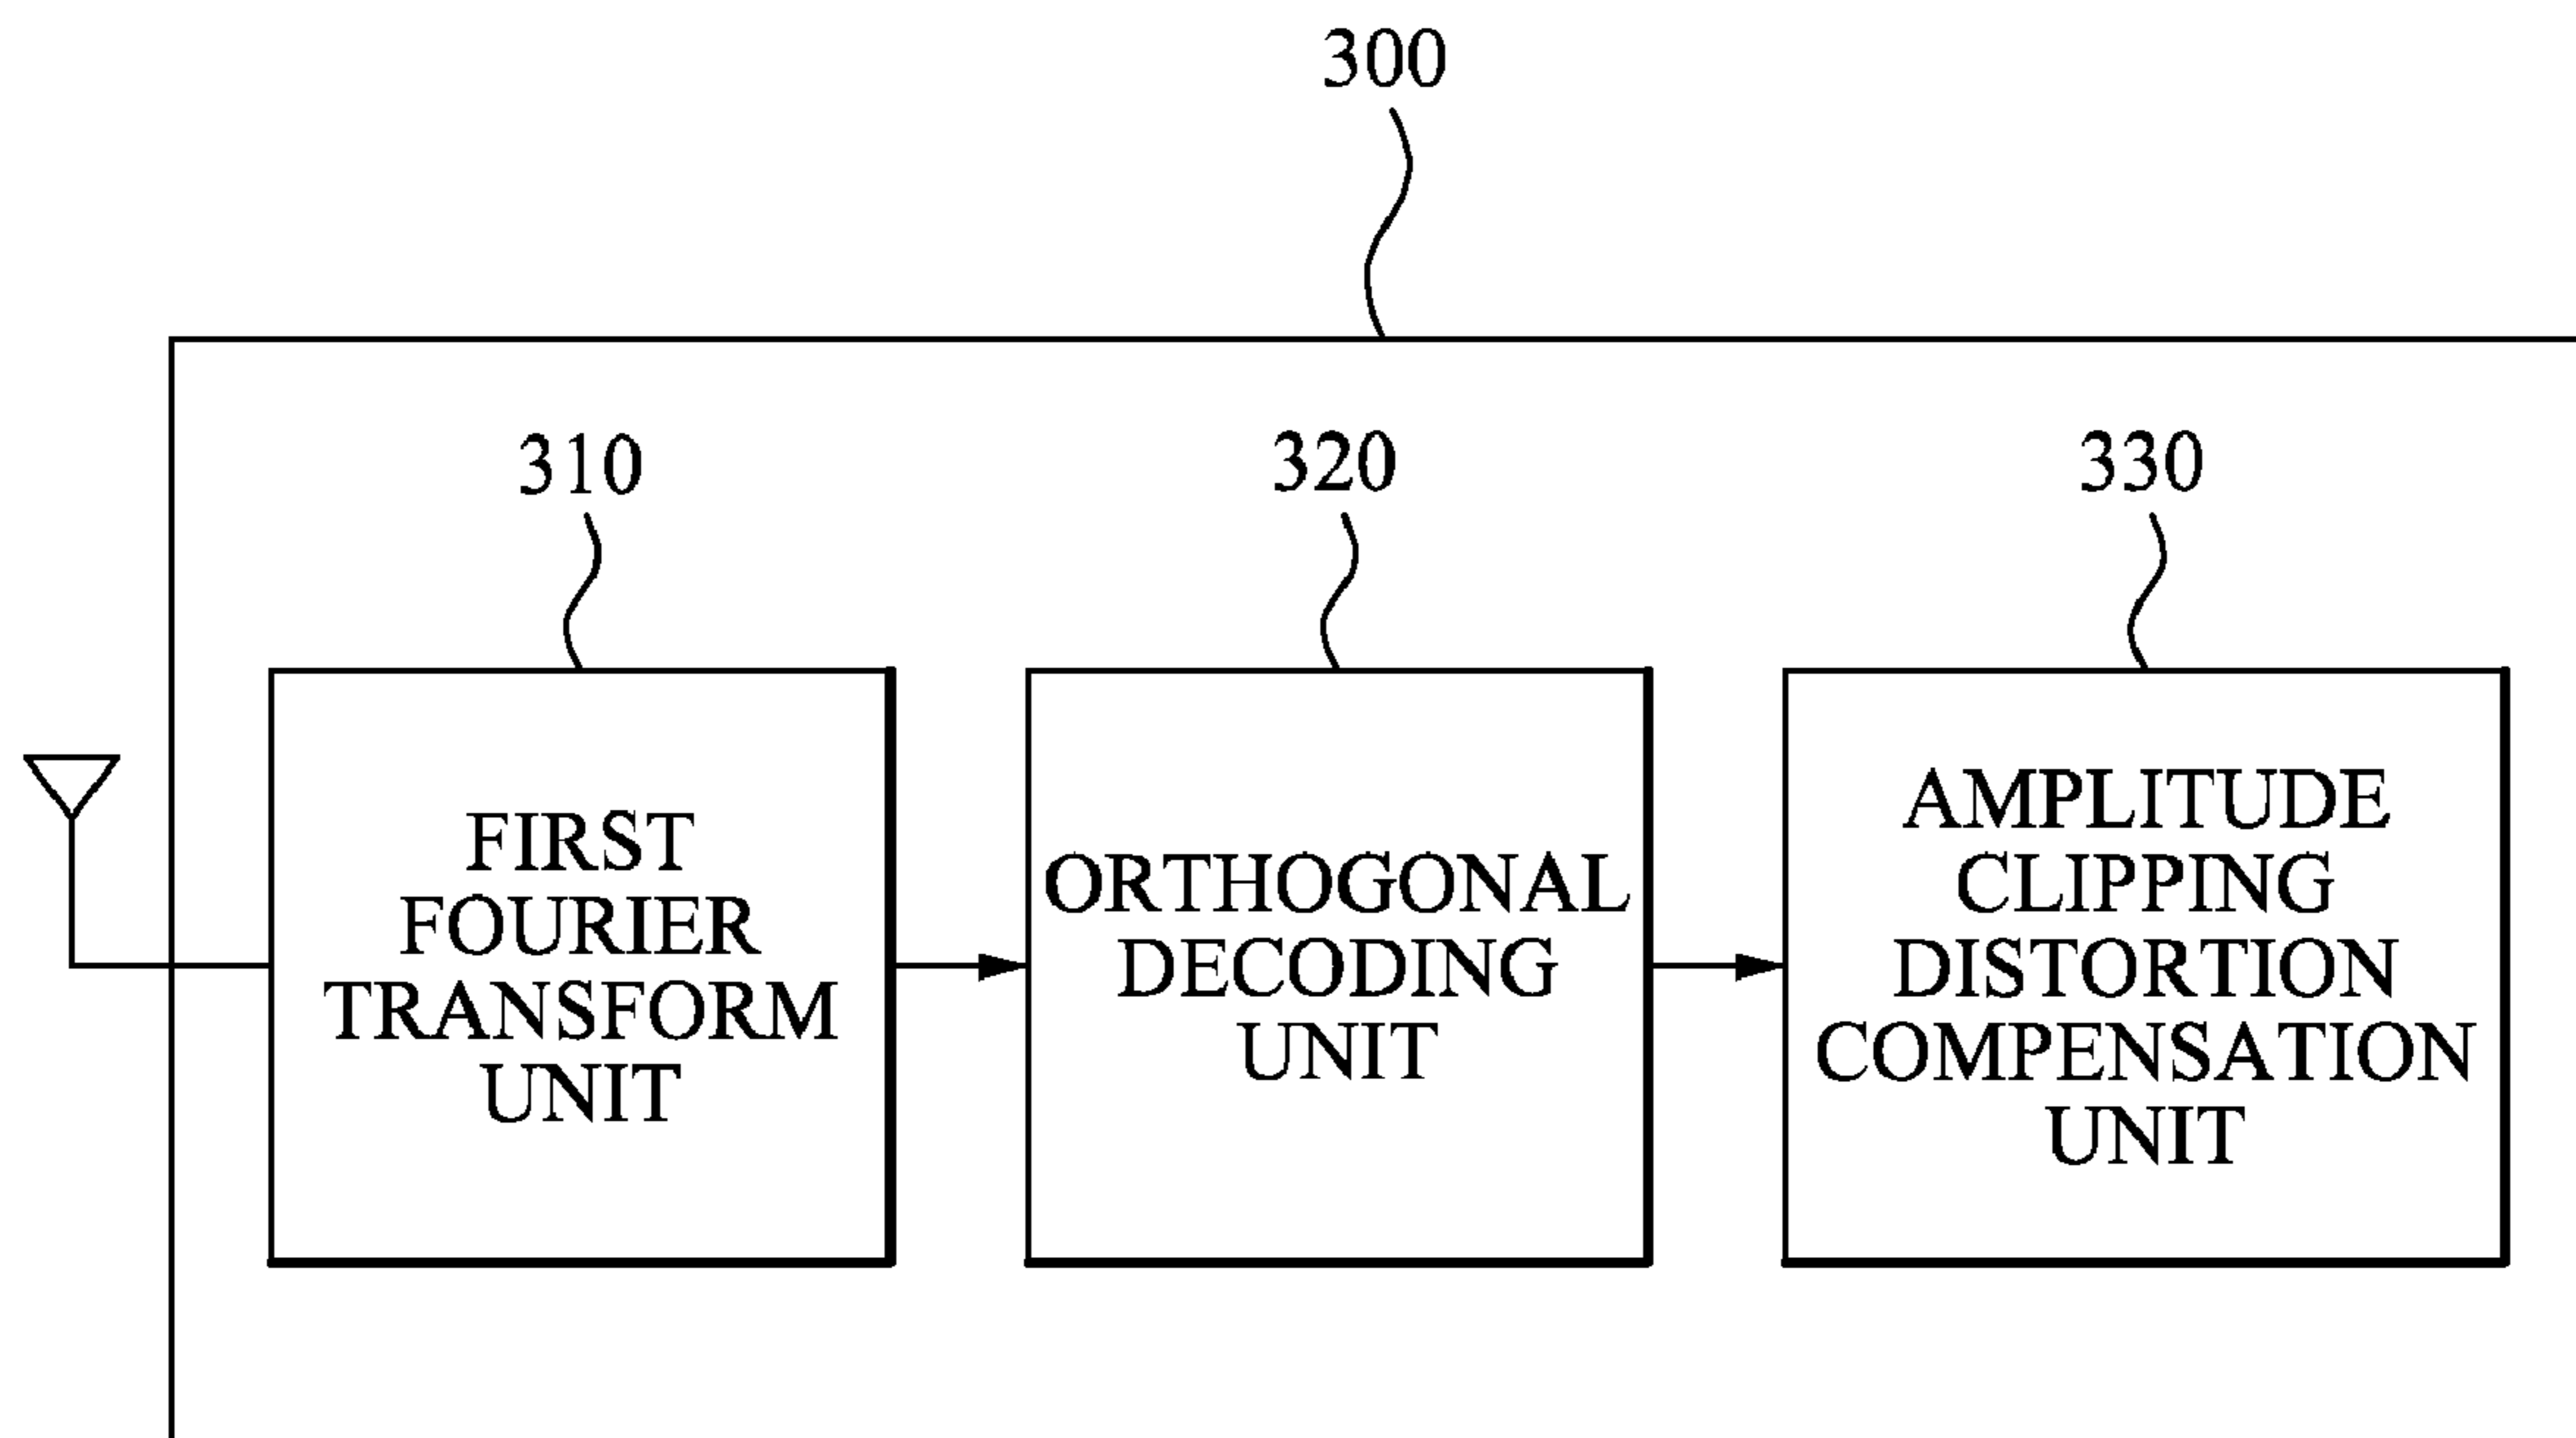 300
310
320
330
FIRST
FOURIER
TRANSFORM
UNIT
ORTHOGONAL
DECODING
UNIT
AMPLITUDE
CLIPPING
DISTORTION
COMPENSATION
UNIT